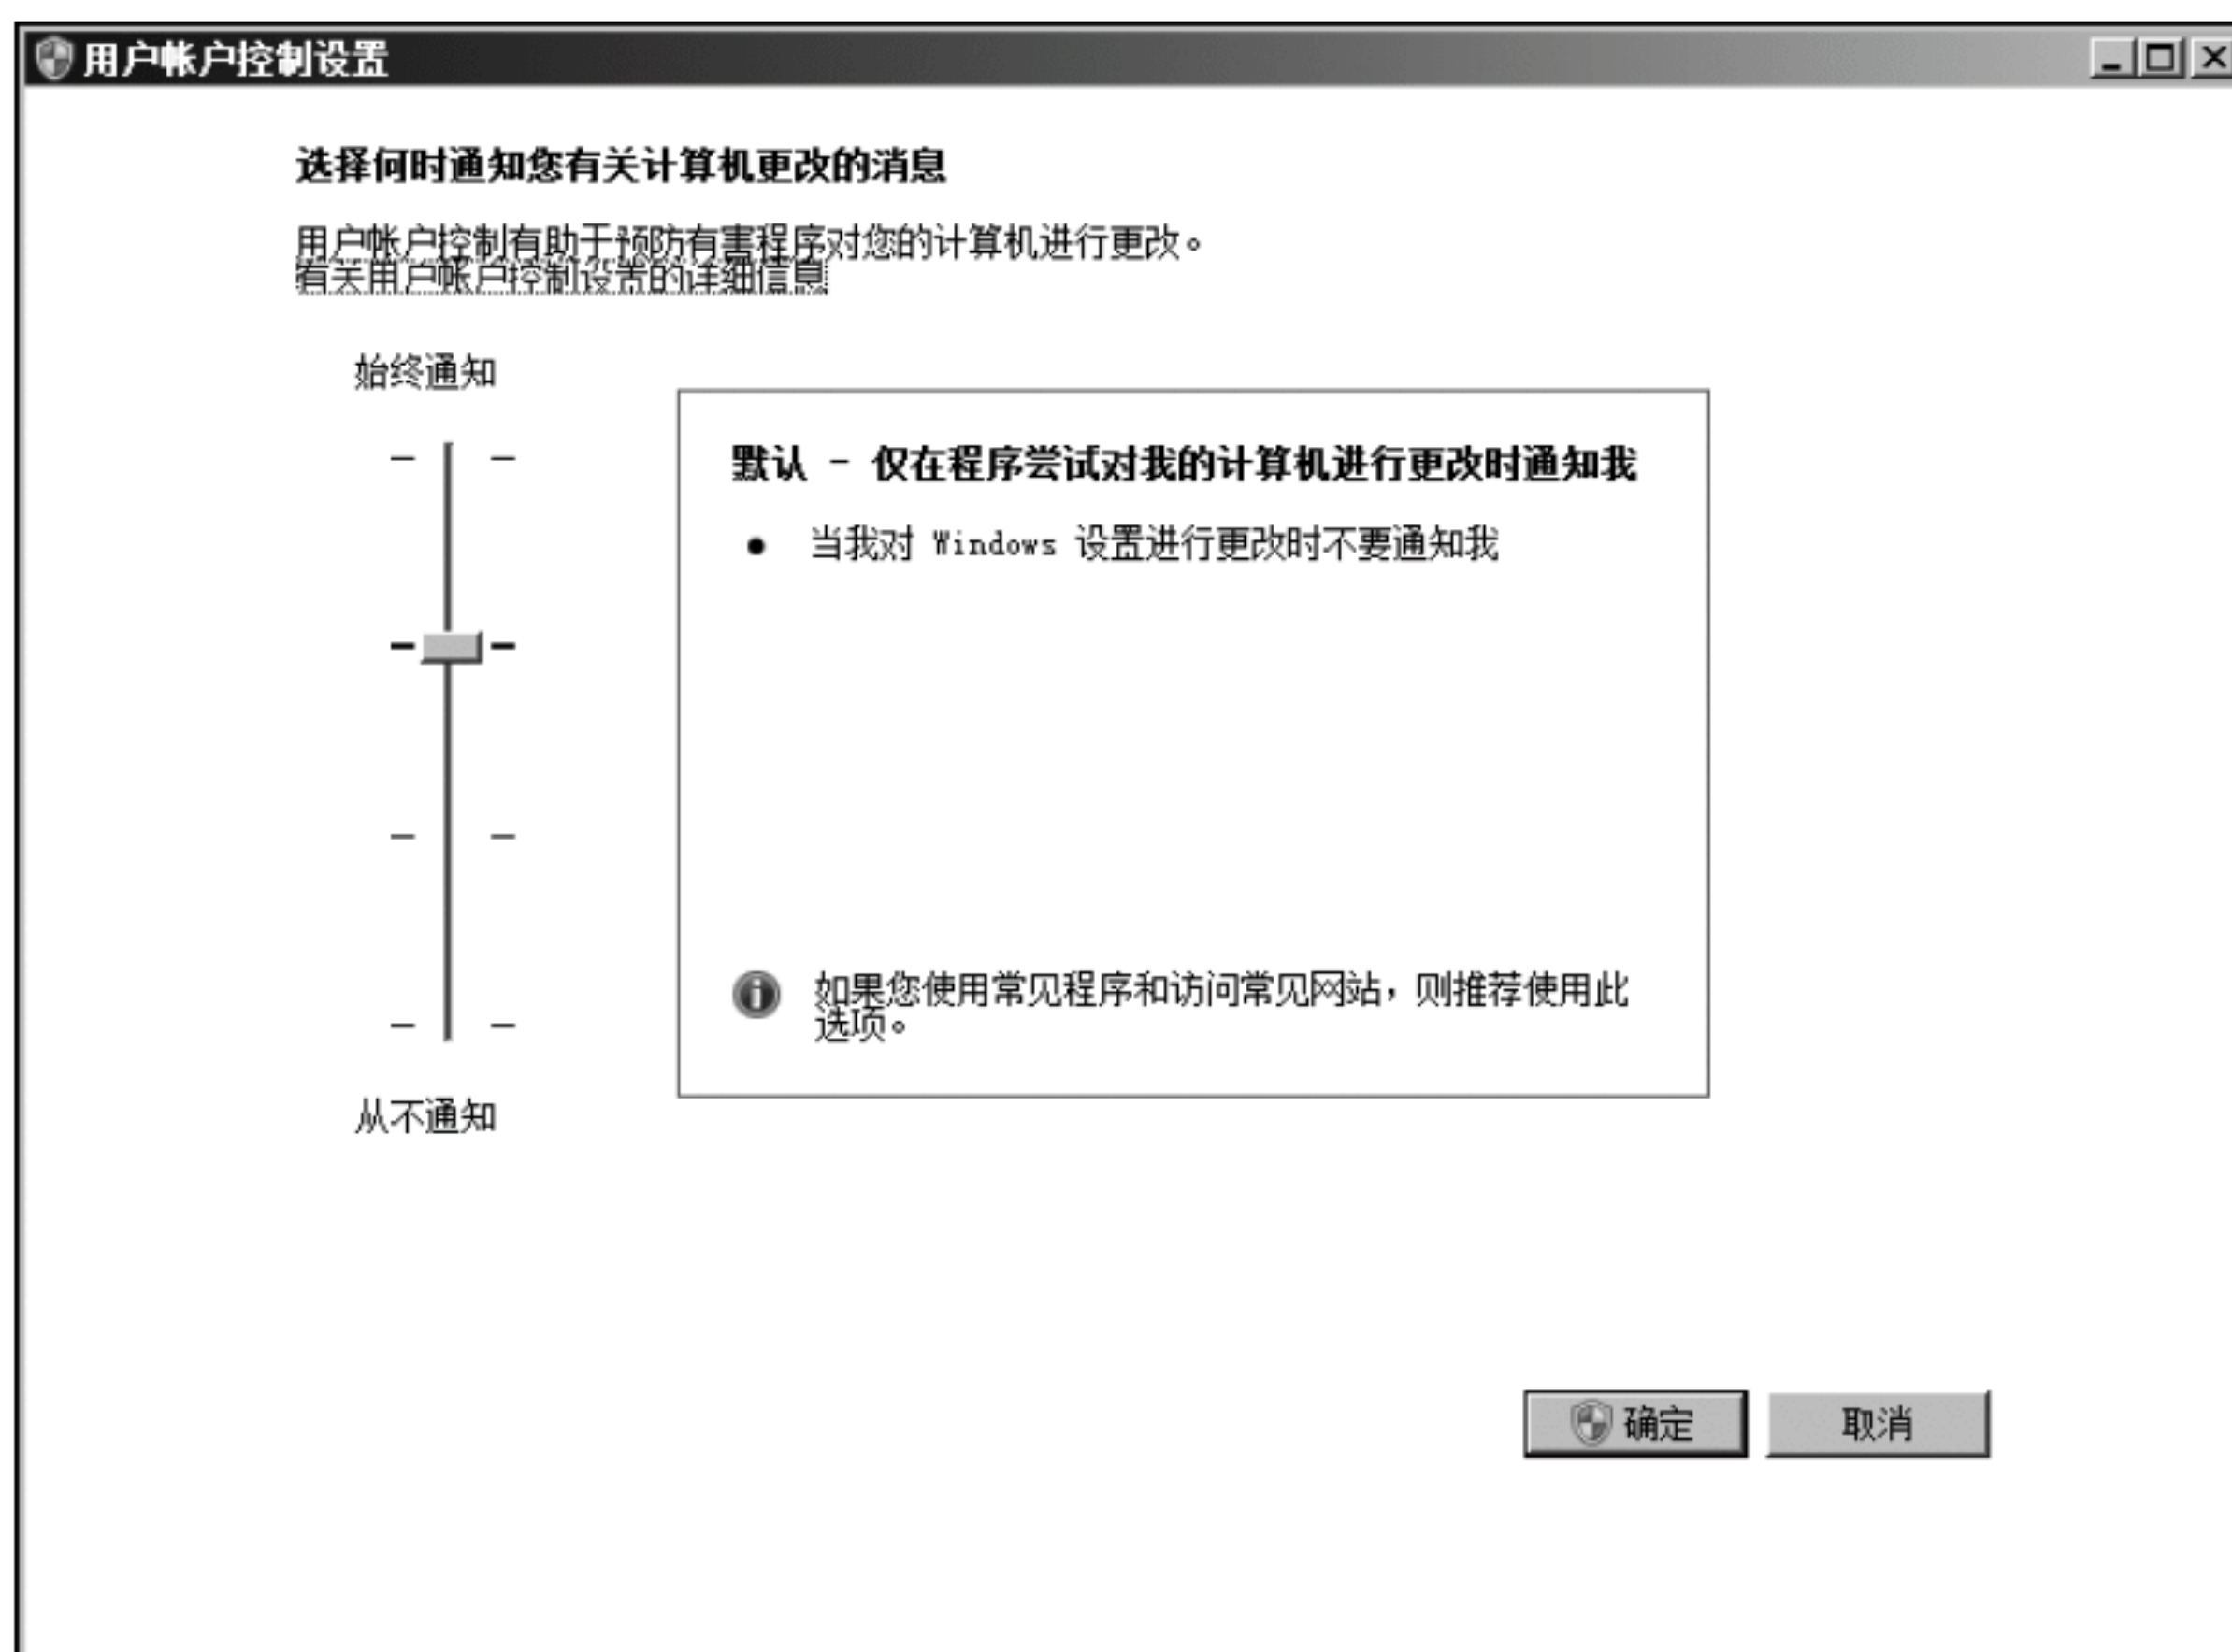 用户帐户控制设置
选择何时通知您有关计算机更改的消息
用户帐户控制有助于预防有害程序对您的计算机进行更改。
有关用户帐户控制设置的详细信息
始终通知
默认 - 仅在程序尝试对我的计算机进行更改时通知我
● 当我对 Windows 设置进行更改时不要通知我
如果您使用常见程序和访问常见网站，则推荐使用此
选项。
从不通知
确定
取消